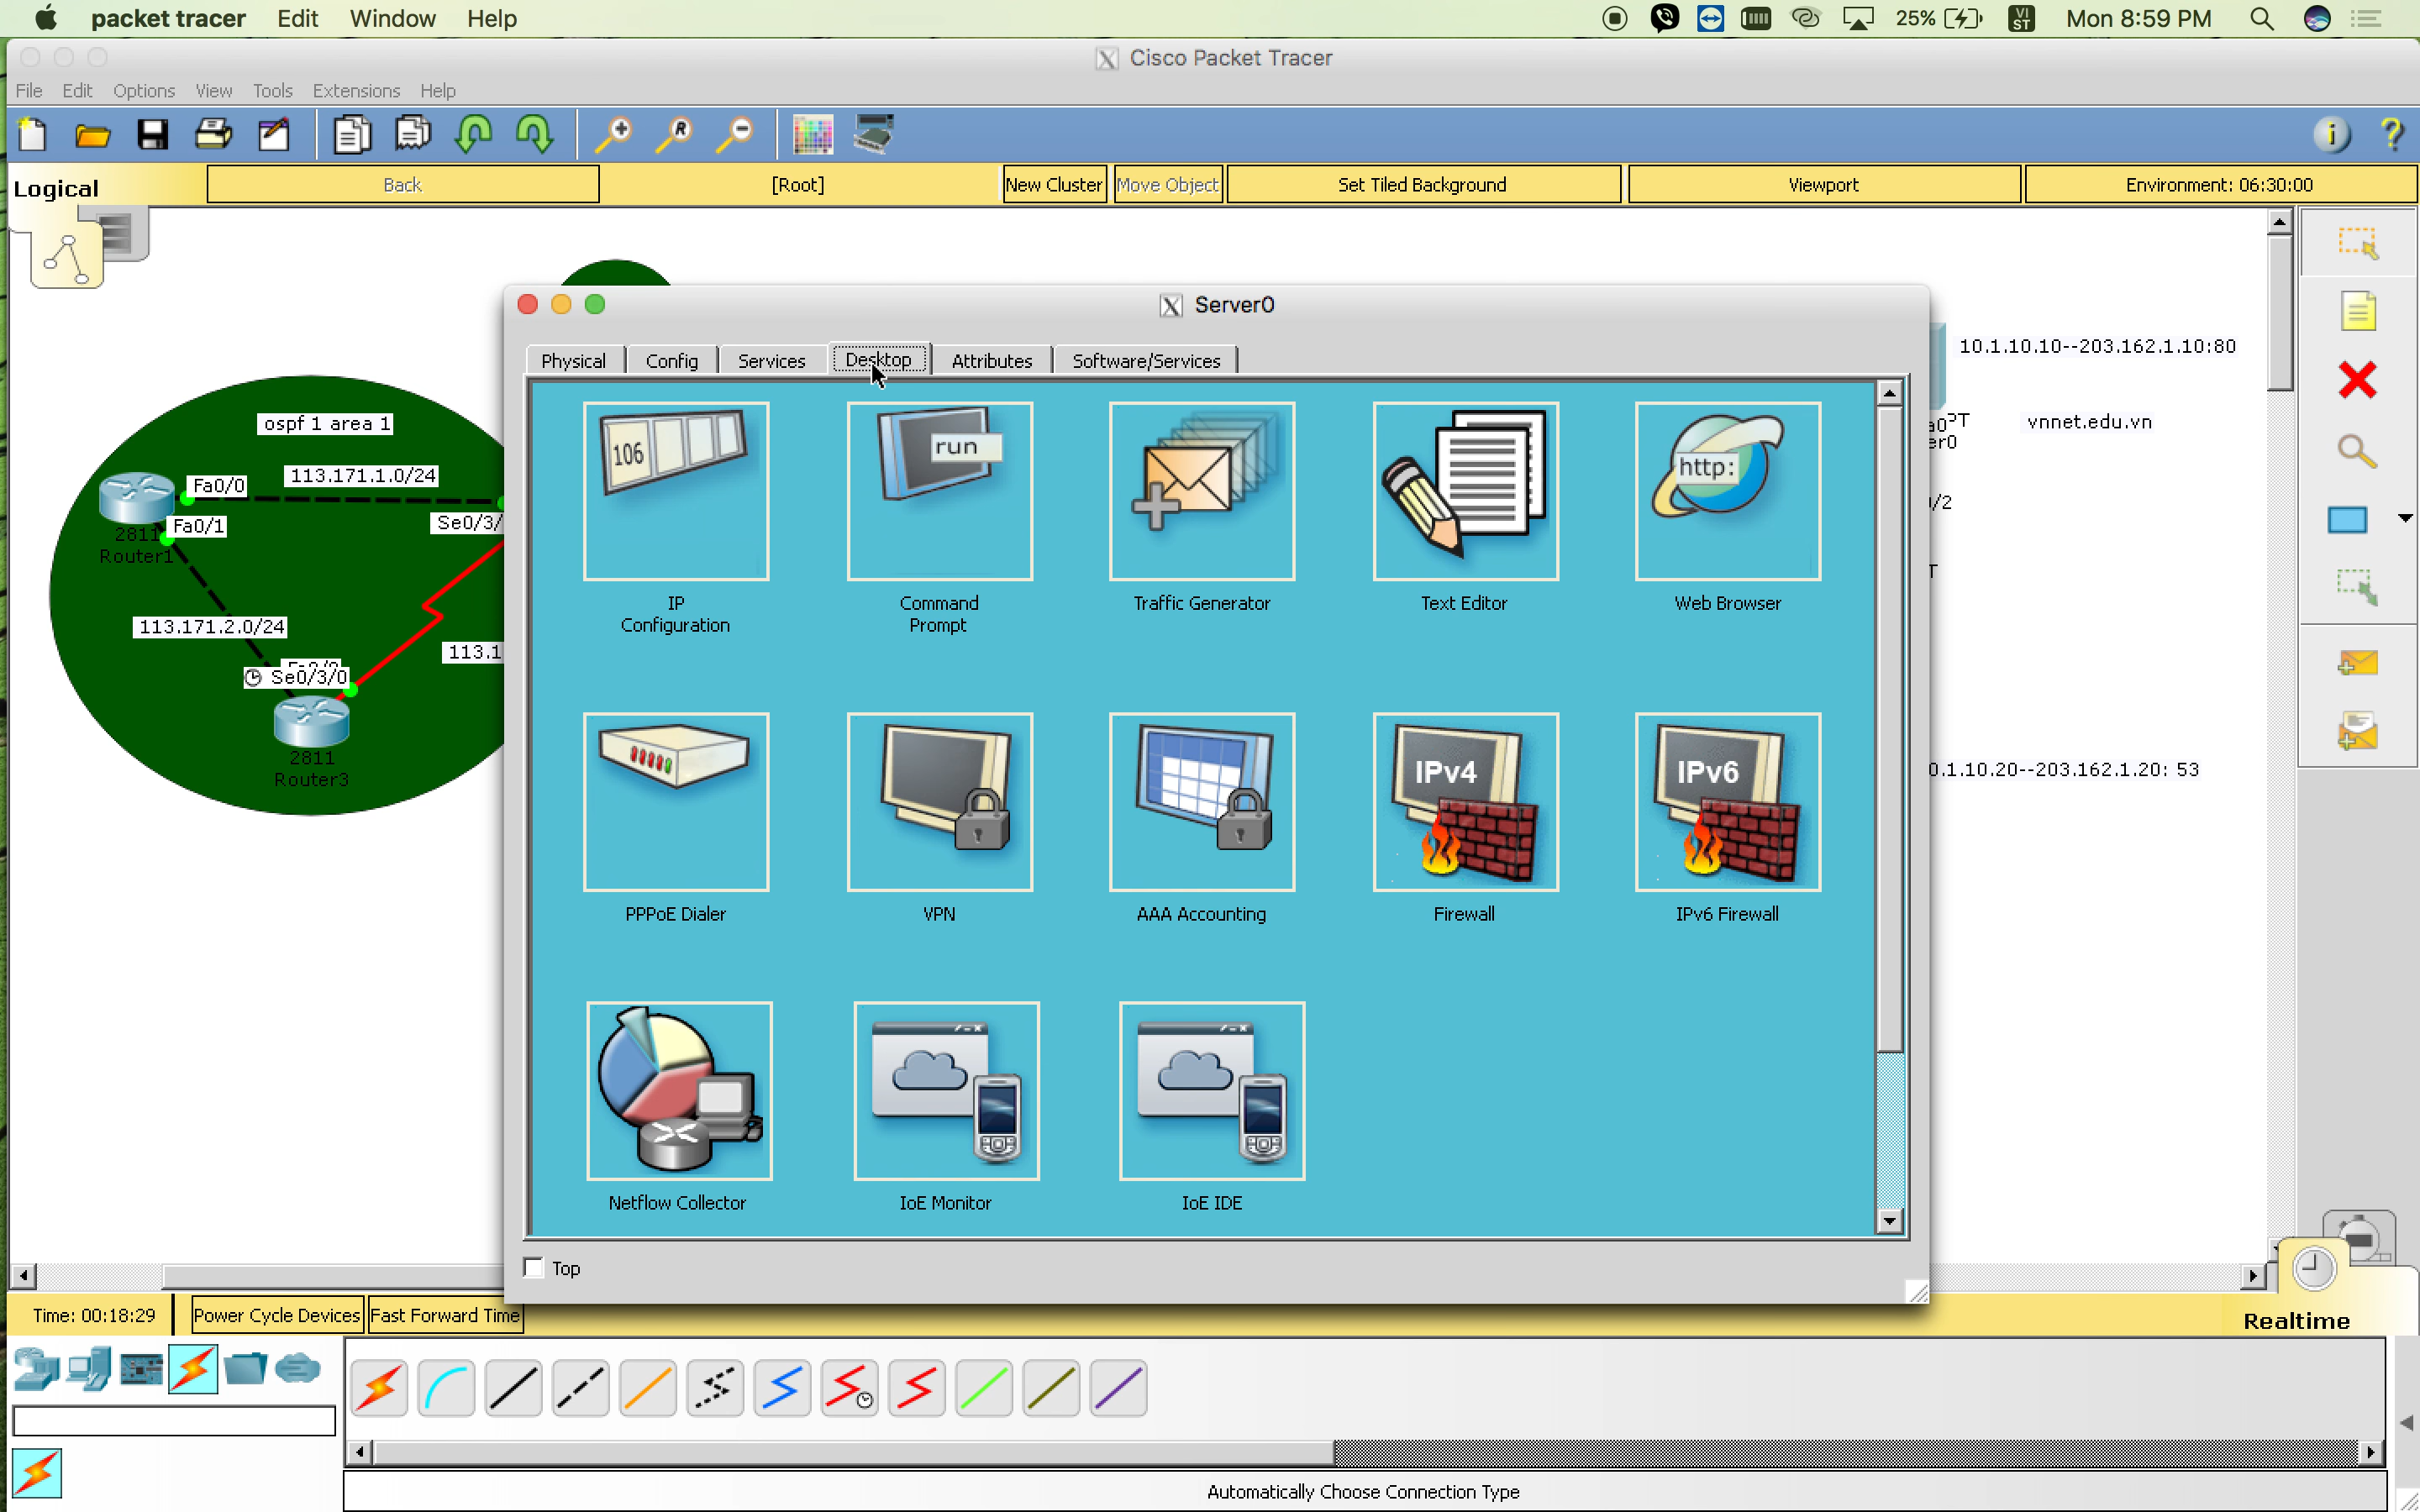 packet tracer Edit Window Help 25% VI ST Mon 8:59 PM
Cisco Packet Tracer
File Edit Options View Tools Extensions Help
Logical Back [Root] New Cluster Move Object Set Tiled Background Viewport Environment: 06:30:00
Server0
Physical Config Services Desktop Attributes Software/Services
10.1.10.10--203.162.1.10:80
vnnet.edu.vn
er0
/2
ospf 1 area 1
113.171.1.0/24
Fa0/0
Se0/3/
Fa0/1
2811
Router1
113.171.2.0/24
113.1
Se0/3/0
2811
Router3
0.1.10.20--203.162.1.20: 53
106
run
http:
IP
Configuration
Command
Prompt
Traffic Generator
Text Editor
Web Browser
IPv4
IPv6
PPPoE Dialer
VPN
AAA Accounting
Firewall
IPv6 Firewall
Netflow Collector
IoE Monitor
IoE IDE
Top
Time: 00:18:29 Power Cycle Devices Fast Forward Time
Realtime
Automatically Choose Connection Type